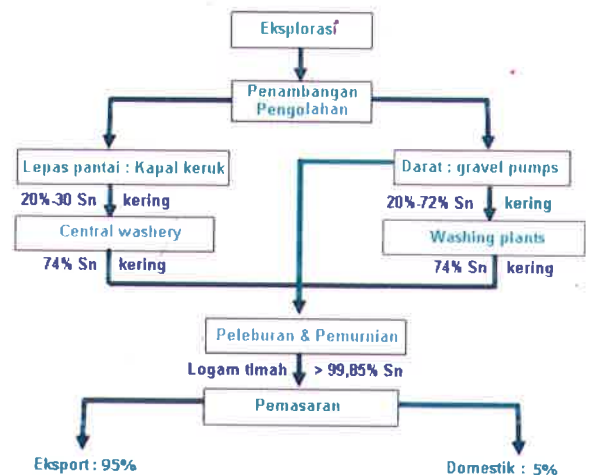 Eksplorasi
Penambangan
Pengolahan
Lepas pantai : Kapal keruk
Darat : gravel pumps
20%-30 Sn kering
20%-72% Sn kering
Central washery
Washing plants
74% Sn kering
74% Sn kering
Peleburan & Pemurnian
Logam timah > 99,85% Sn
Pemasaran
Eksport : 95%
Domestik : 5%